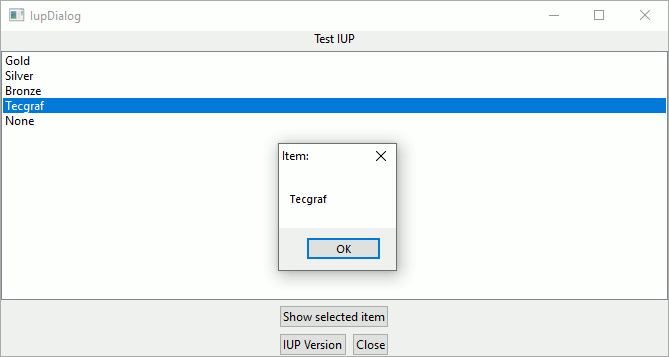 IupDialog
Test IUP
Gold
Silver
Bronze
Tecgraf
None
Item:
Tecgraf
OK
Show selected item
IUP Version Close